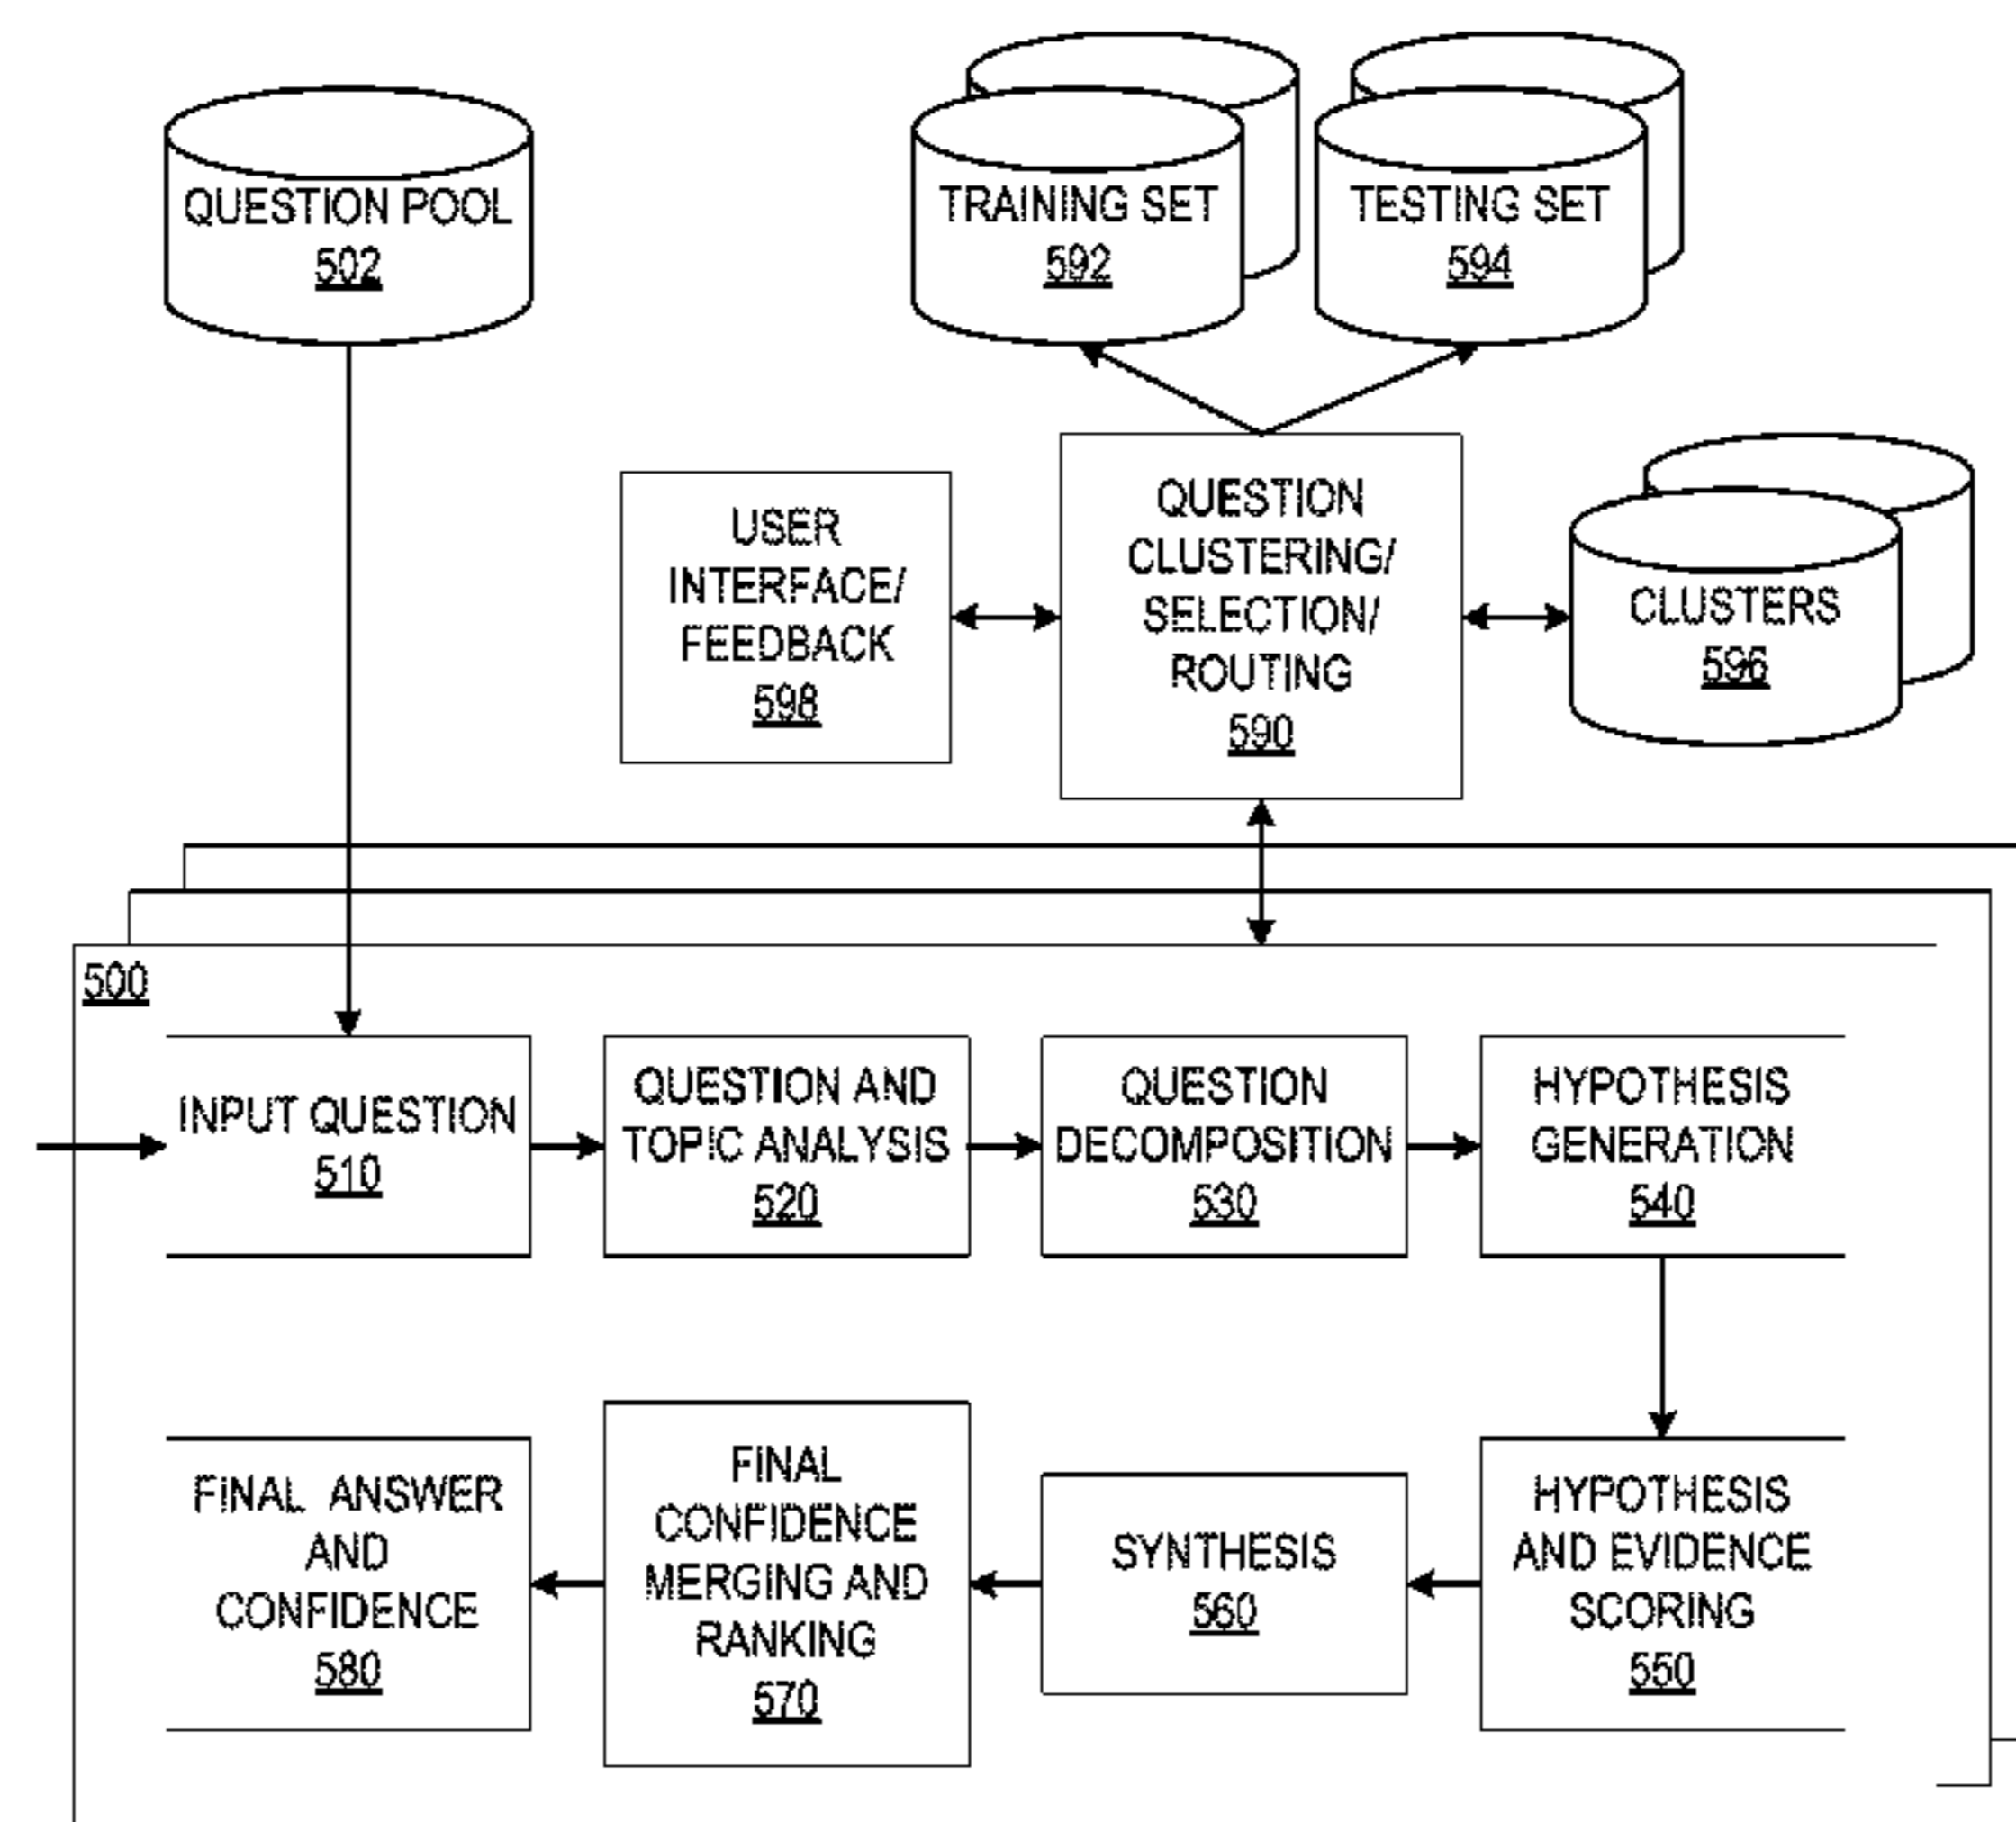 QUESTION POOL
502
TRAINING SET
592
TESTING SET
594
USER
INTERFACE/
FEEDBACK
598
QUESTION
CLUSTERING/
SELECTION/
ROUTING
590
CLUSTERS
596
500
INPUT QUESTION
510
QUESTION AND
TOPIC ANALYSIS
520
QUESTION
DECOMPOSITION
530
HYPOTHESIS
GENERATION
540
FINAL ANSWER
AND
CONFIDENCE
580
FINAL
CONFIDENCE
MERGING AND
RANKING
570
SYNTHESIS
560
HYPOTHESIS
AND EVIDENCE
SCORING
550